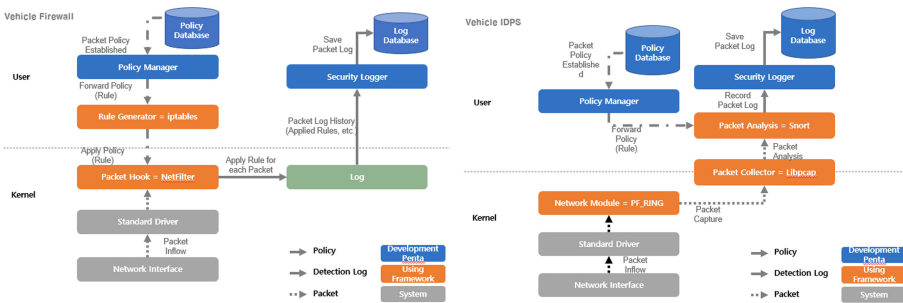 Vehicle Firewall
Policy
Database
Log
Database
Packet Policy
Established
Save
Packet Log
Policy Manager
Security Logger
User
Forward Policy
(Rule)
Rule Generator = iptables
Packet Log History
(Applied Rules, etc.)
Apply Policy
(Rule)
Apply Rule for
each Packet
Packet Hook = NetFilter
Log
Kernel
Standard Driver
Packet
Inflow
Network Interface
Policy
Development
Penta
Detection Log
Using
Framework
Packet
System
Vehicle IDPS
Log
Database
Save
Packet Log
Packet
Policy
Establishe
d
Policy
Database
Security Logger
Policy Manager
Record
Packet Log
User
Packet Analysis = Snort
Forward
Policy (Rule)
Packet
Analysis
Packet Collector = Libpcap
Network Module = PF_RING
Packet
Capture
Kernel
Standard Driver
Packet
Inflow
Network Interface
Policy
Development
Penta
Detection Log
Using
Framework
Packet
System